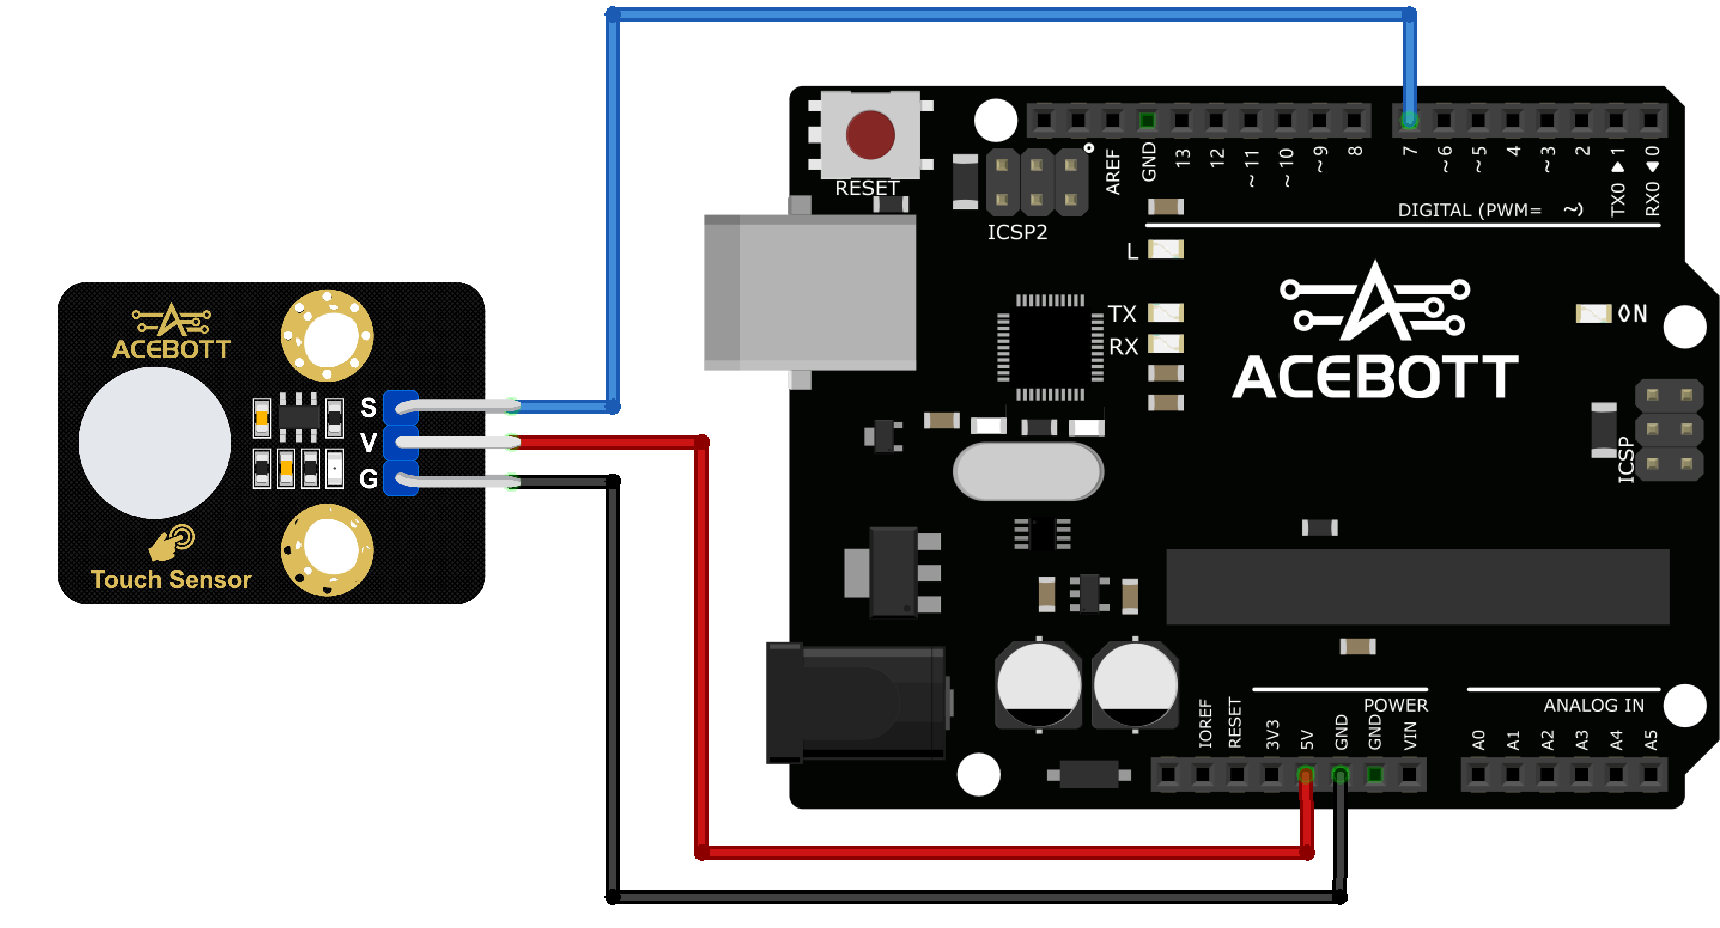 ACEBOTT
S
V
G
Touch Sensor
RESET
ICSP2
AREF
GND
13
12
~11
~10
~9
8
7
~6
~5
4
~3
2
TX0 ▶ 1
RX0 ◀ 0
DIGITAL (PWM= ~)
L
TX
RX
ACEBOTT
ON
ICSP
POWER
ANALOG IN
IOREF
RESET
3V3
5V
GND
GND
VIN
A0
A1
A2
A3
A4
A5